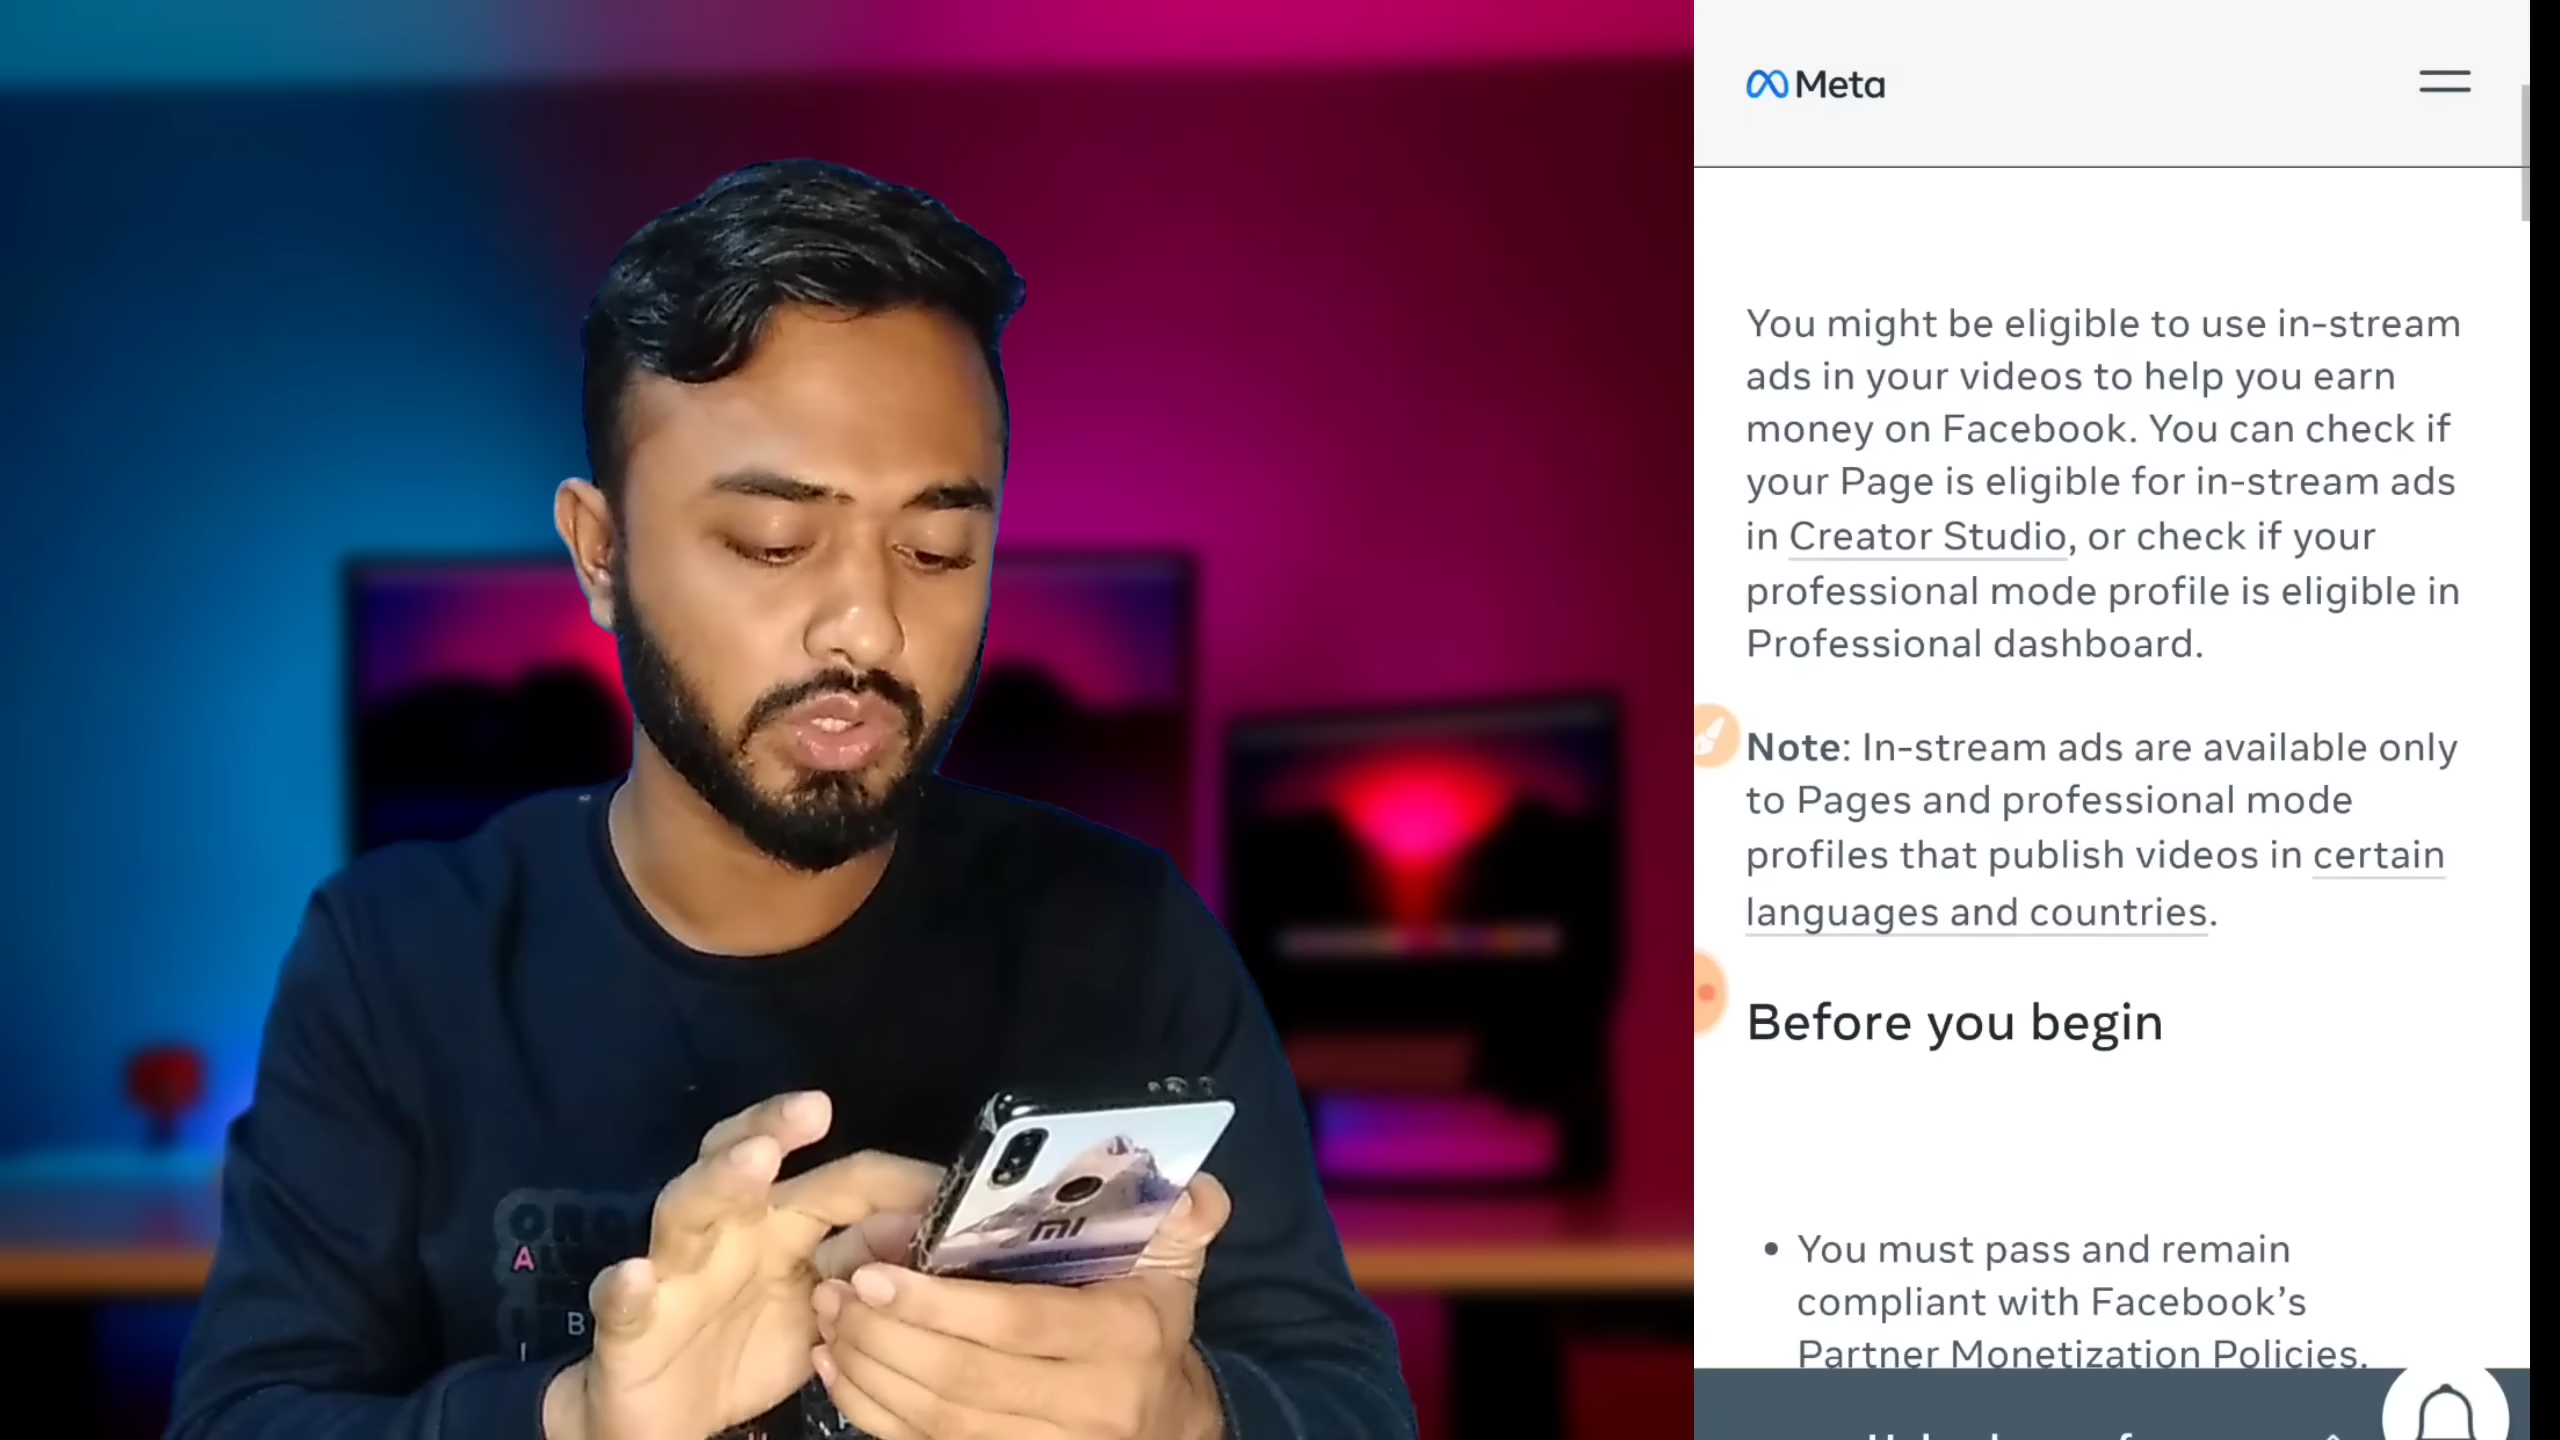 Meta
You might be eligible to use in-stream
ads in your videos to help you earn
money on Facebook. You can check if
your Page is eligible for in-stream ads
in Creator Studio, or check if your
professional mode profile is eligible in
Professional dashboard.
Note: In-stream ads are available only
to Pages and professional mode
profiles that publish videos in certain
languages and countries.
Before you begin
• You must pass and remain
compliant with Facebook’s
Partner Monetization Policies.
MI
A
B